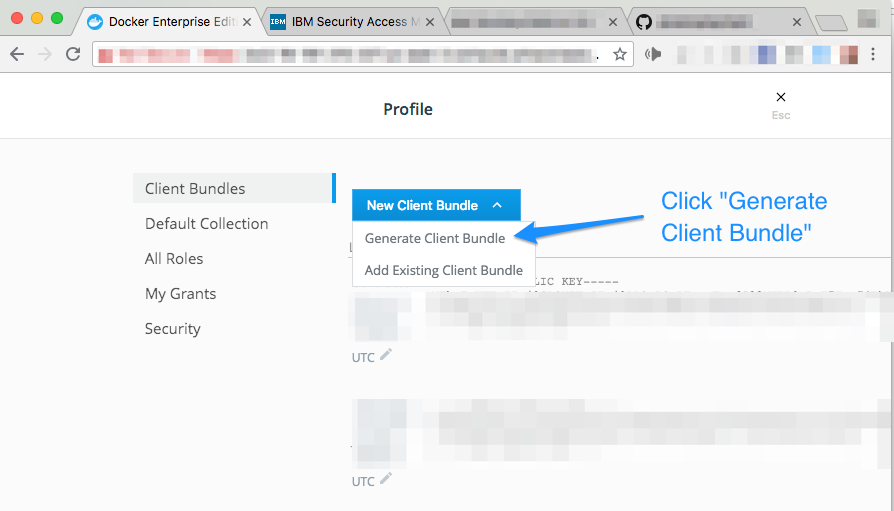 Docker Enterprise Editi
IBM
IBM Security Access M
Profile
Esc
Client Bundles
Default Collection
All Roles
My Grants
Security
New Client Bundle
Generate Client Bundle
Add Existing Client Bundle
Click "Generate
Client Bundle"
LIC KEY-----
UTC
UTC